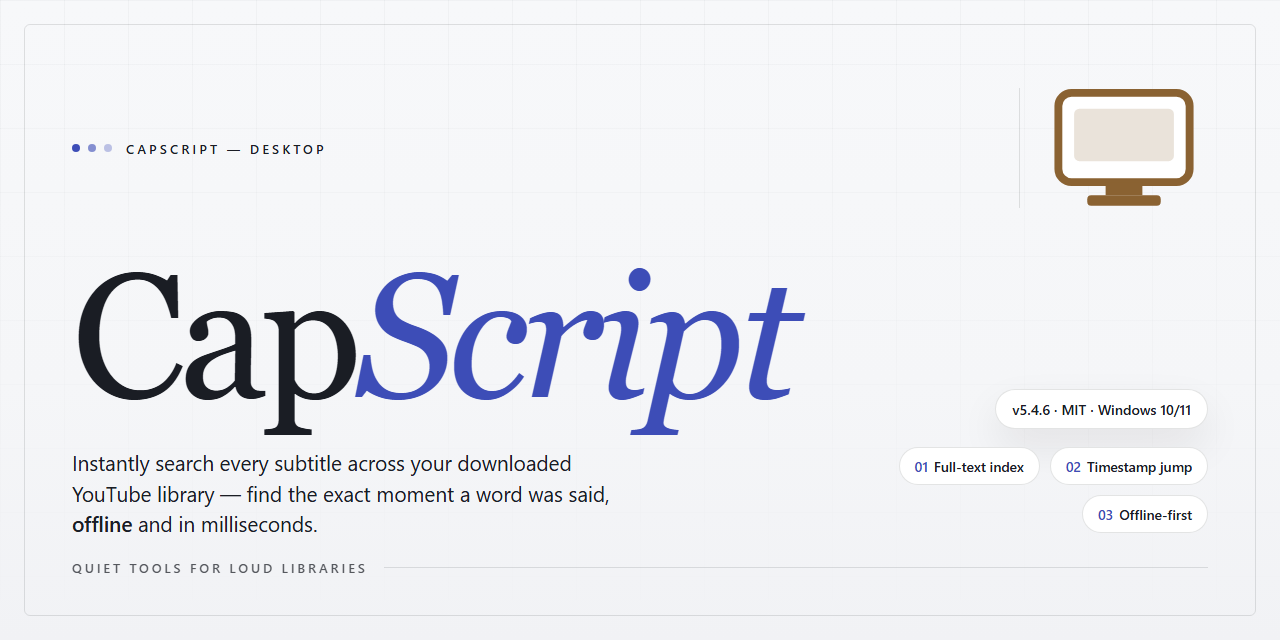 CAPSCRIPT — DESKTOP
CapScript
Instantly search every subtitle across your downloaded
YouTube library — find the exact moment a word was said,
offline and in milliseconds.
v5.4.6 · MIT · Windows 10/11
01 Full-text index
02 Timestamp jump
03 Offline-first
QUIET TOOLS FOR LOUD LIBRARIES